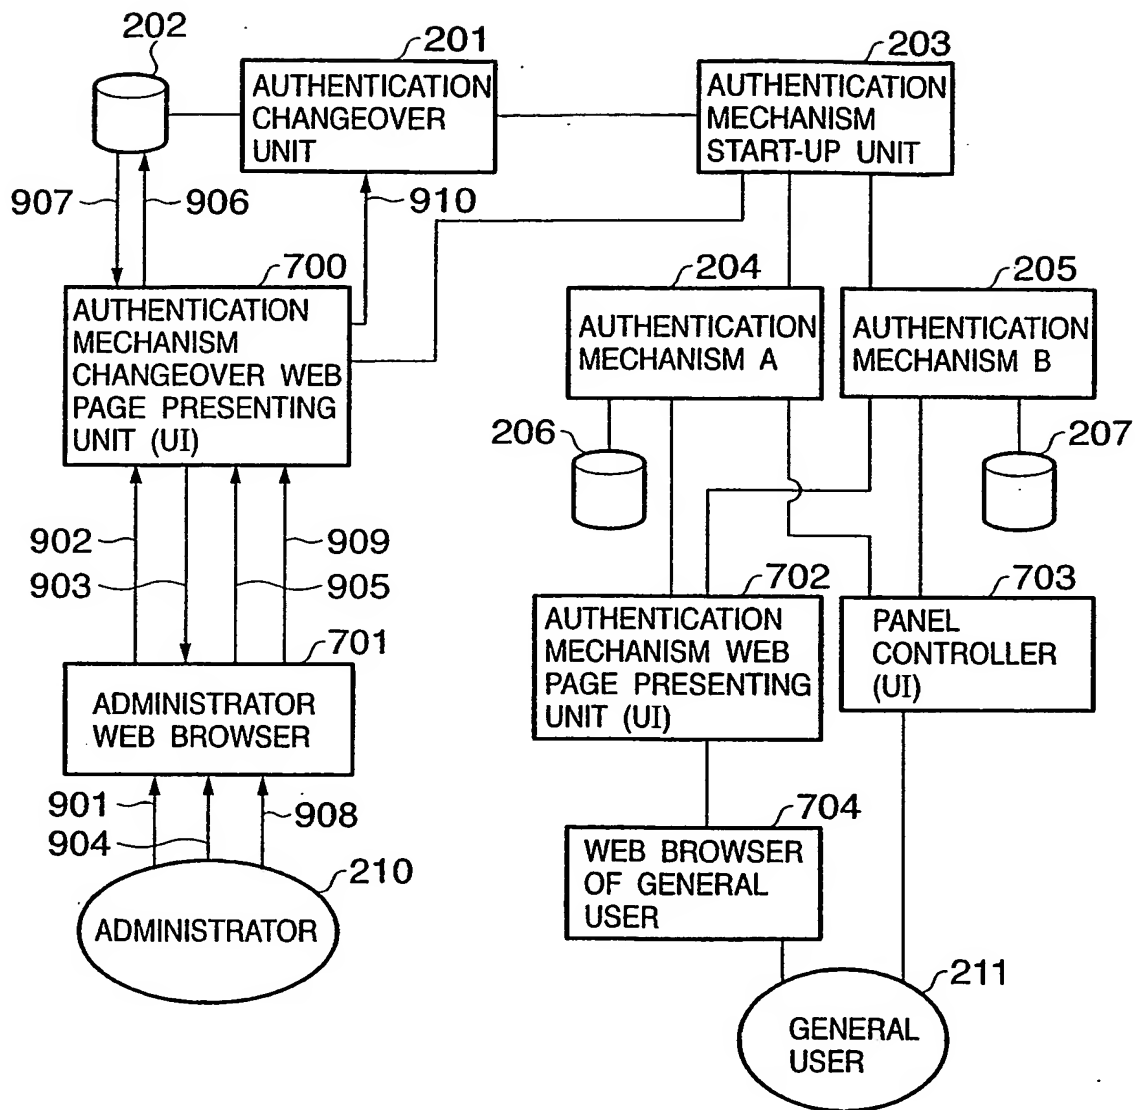 202
201
203
AUTHENTICATION
CHANGEOVER
UNIT
AUTHENTICATION
MECHANISM
START-UP UNIT
907
906
910
700
204
205
AUTHENTICATION
MECHANISM
CHANGEOVER WEB
PAGE PRESENTING
UNIT (UI)
AUTHENTICATION
MECHANISM A
AUTHENTICATION
MECHANISM B
206
207
902
909
903
905
702
703
701
AUTHENTICATION
MECHANISM WEB
PAGE PRESENTING
UNIT (UI)
PANEL
CONTROLLER
(UI)
ADMINISTRATOR
WEB BROWSER
901
908
904
704
210
WEB BROWSER
OF GENERAL
USER
ADMINISTRATOR
211
GENERAL
USER